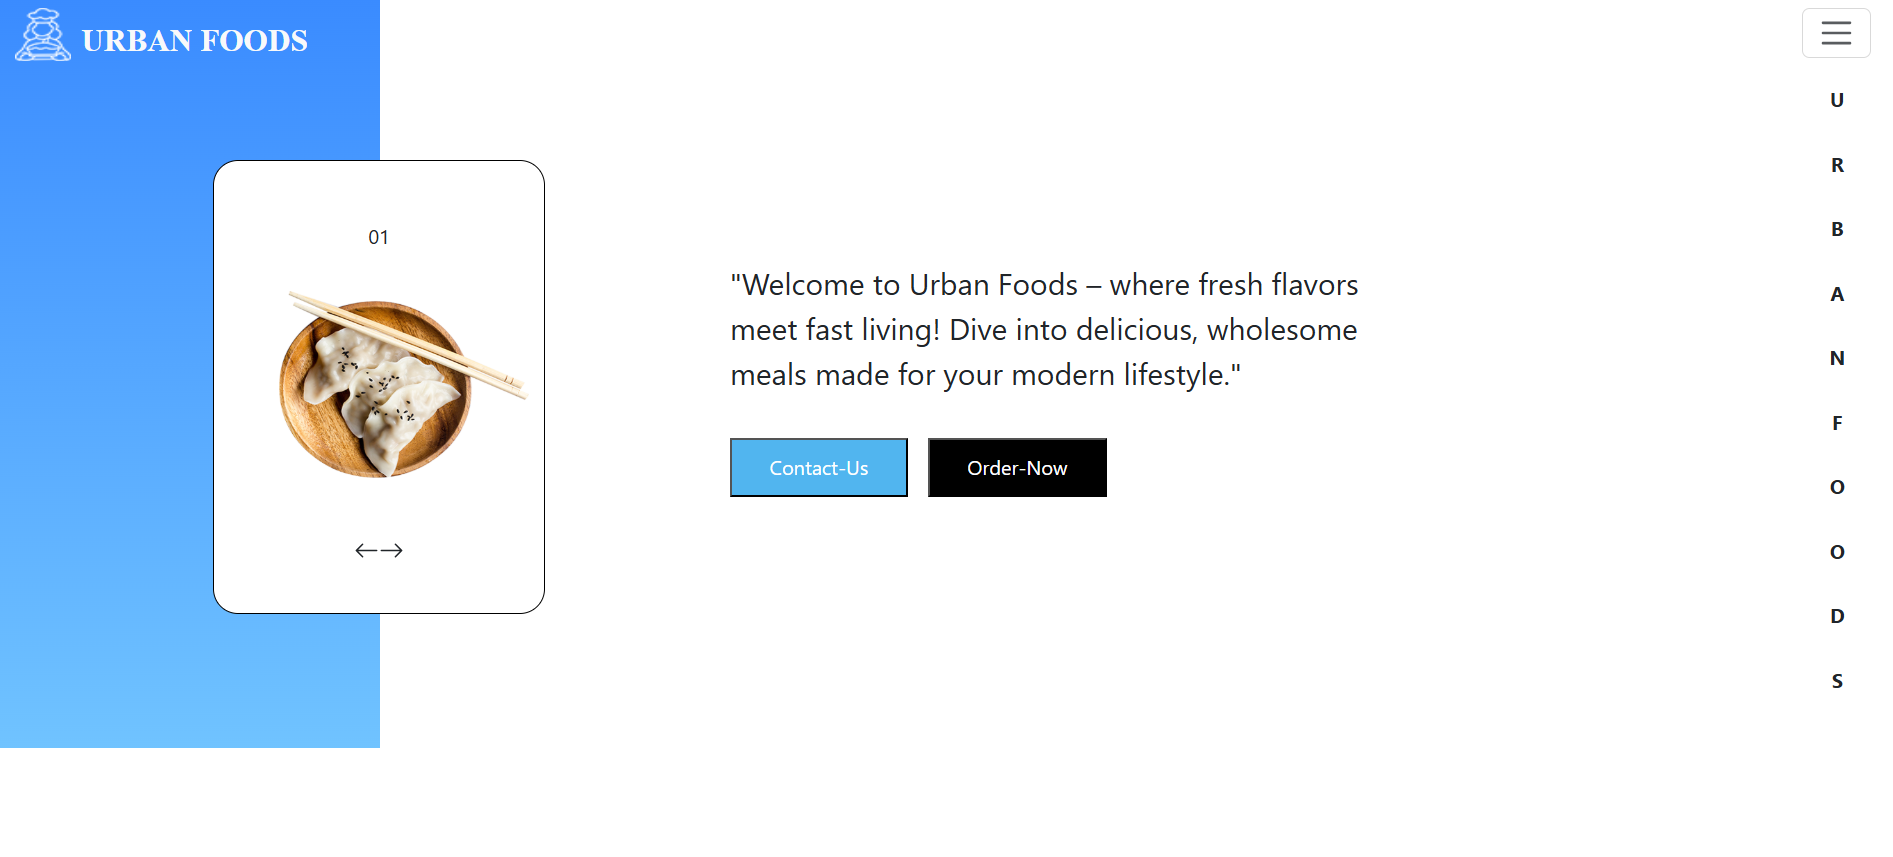 URBAN FOODS
01
"Welcome to Urban Foods – where fresh flavors
meet fast living! Dive into delicious, wholesome
meals made for your modern lifestyle."
Contact-Us
Order-Now
U
R
B
A
N
F
O
O
D
S